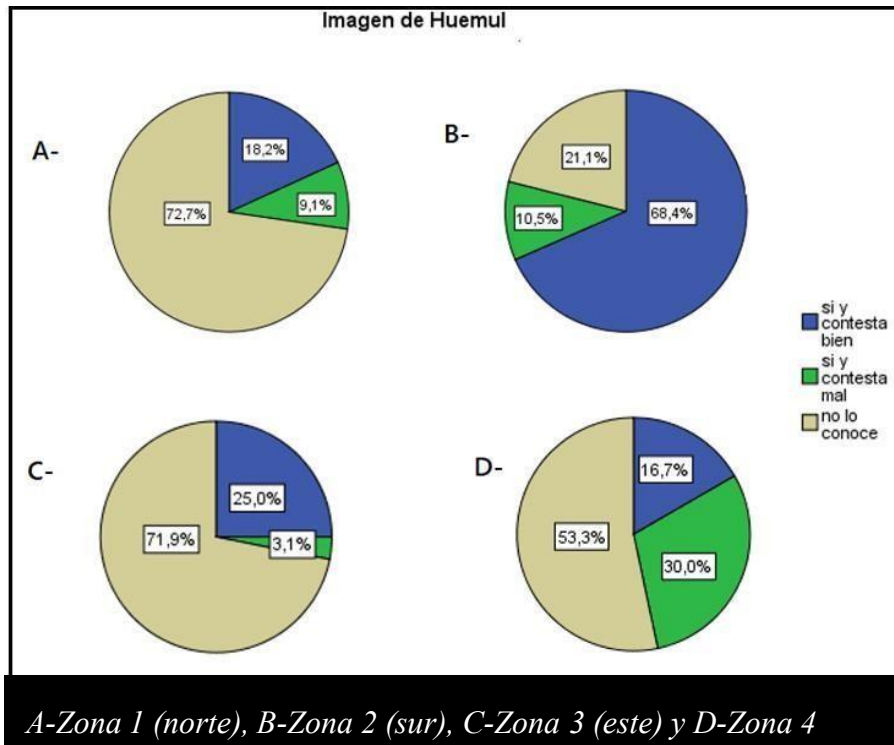 Imagen de Huemul
A-
18,2%
9,1%
72,7%
B-
21,1%
10,5%
68,4%
si y
contesta
bien
si y
contesta
mal
no lo
conoce
C-
25,0%
3,1%
71,9%
D-
16,7%
53,3%
30,0%
A-Zona 1 (norte), B-Zona 2 (sur), C-Zona 3 (este) y D-Zona 4